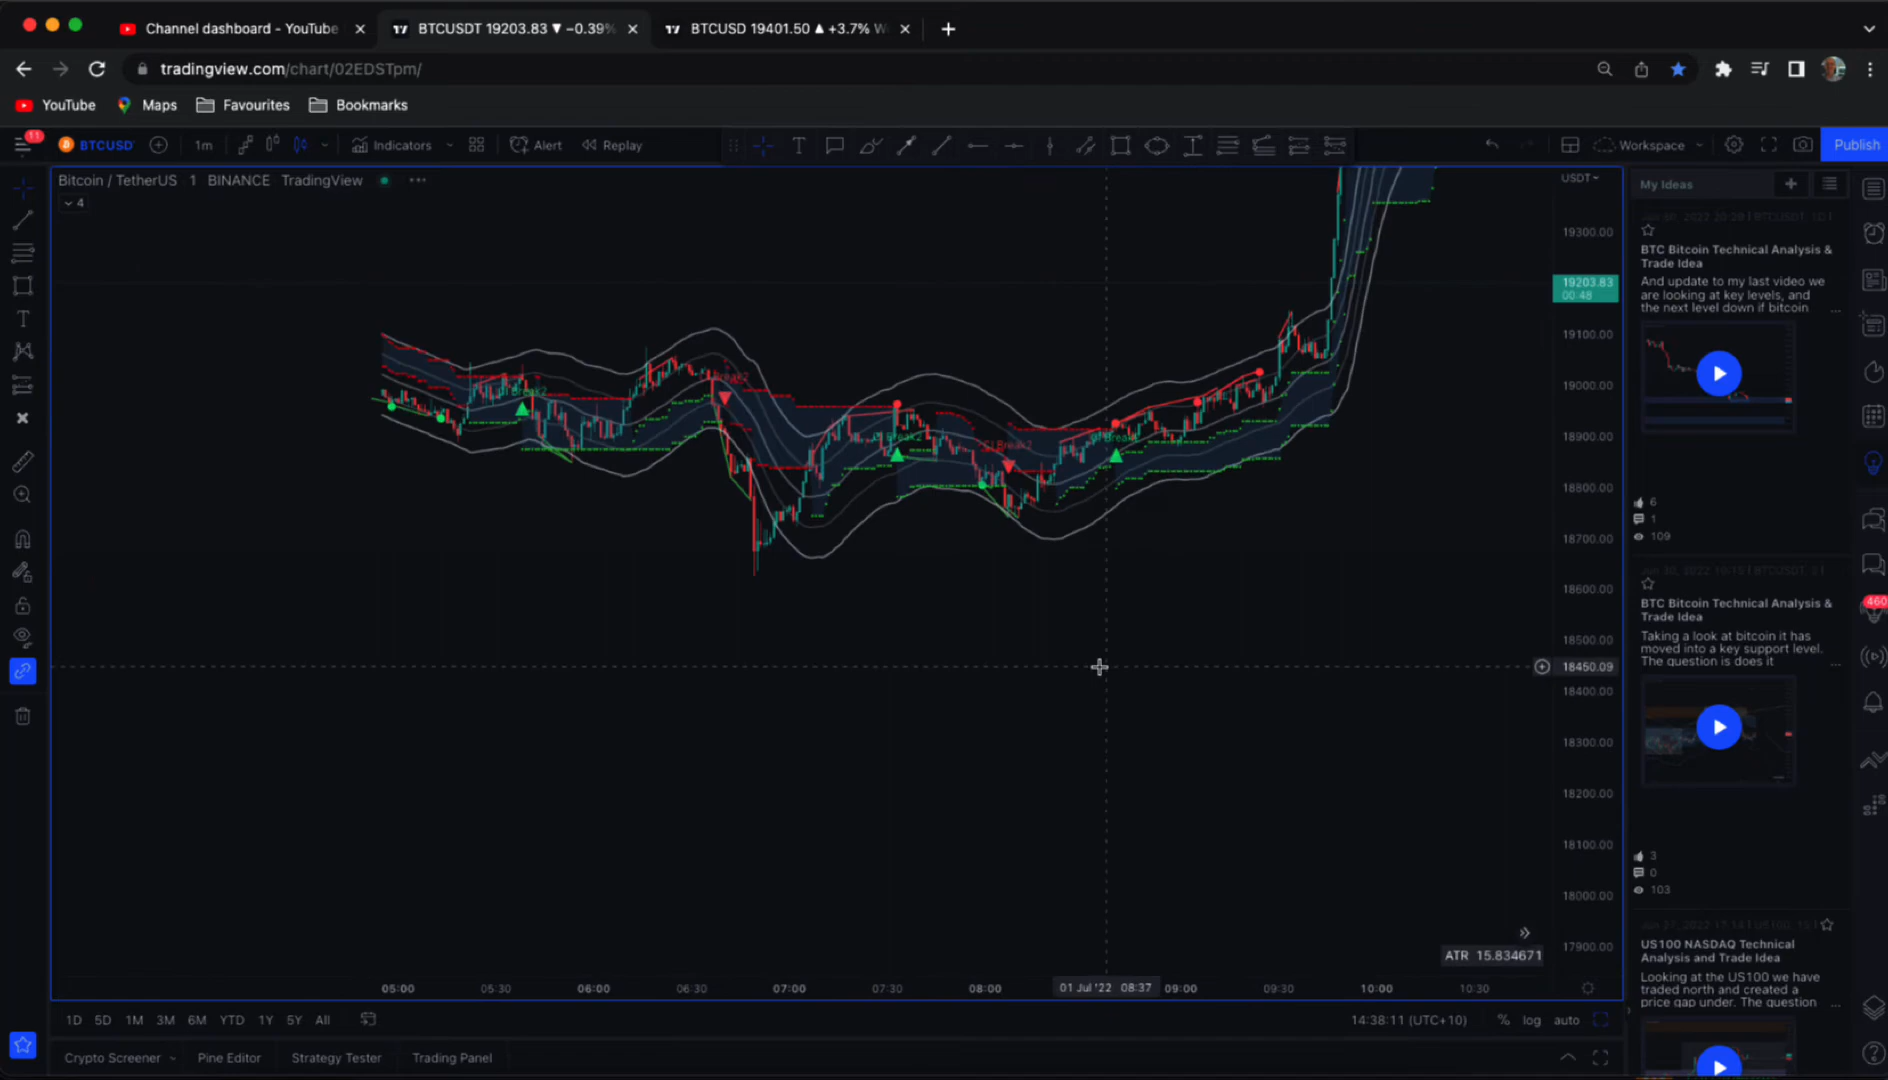 Channel dashboard - YouTube
BTCUSDT 19203.83 ▼ −0.39%
BTCUSD 19401.50 ▲ +3.7%
tradingview.com/chart/02EDSTpm/
YouTube
Maps
Favourites
Bookmarks
11
BTCUSD
1m
Indicators
Alert
Replay
Workspace
Publish
Bitcoin / TetherUS 1 BINANCE TradingView
4
USDT
19300.00
19203.83
00:48
19100.00
19000.00
18900.00
18800.00
18700.00
18600.00
18500.00
18450.09
18400.00
18300.00
18200.00
18100.00
18000.00
17900.00
ATR 15.834671
05:00
05:30
06:00
06:30
07:00
07:30
08:00
01 Jul '22 08:37
09:00
09:30
10:00
10:30
1D
5D
1M
3M
6M
YTD
1Y
5Y
All
14:38:11 (UTC+10)
%
log
auto
Crypto Screener
Pine Editor
Strategy Tester
Trading Panel
My Ideas
BTC Bitcoin Technical Analysis &
Trade Idea
And update to my last video we
are looking at key levels, and
the next level down if bitcoin
...
6
1
109
BTC Bitcoin Technical Analysis &
Trade Idea
Taking a look at bitcoin it has
moved into a key support level.
The question is does it
...
3
0
103
US100 NASDAQ Technical
Analysis and Trade Idea
Looking at the US100 we have
traded north and created a
price gap under. The question
...
460